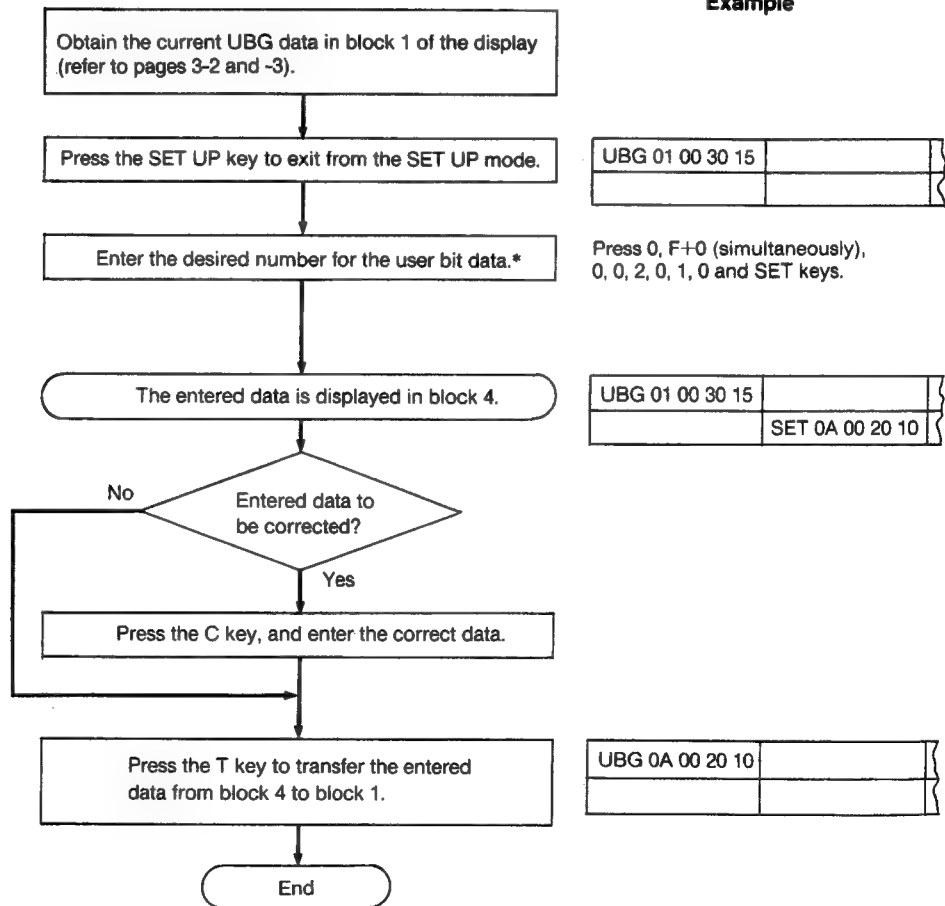 Example
Obtain the current UBG data in block 1 of the display
(refer to pages 3-2 and -3).
Press the SET UP key to exit from the SET UP mode.
UBG 01 00 30 15
Enter the desired number for the user bit data.*
Press 0, F+0 (simultaneously),
0, 0, 2, 0, 1, 0 and SET keys.
The entered data is displayed in block 4.
UBG 01 00 30 15
SET 0A 00 20 10
No
Entered data to
be corrected?
Yes
Press the C key, and enter the correct data.
Press the T key to transfer the entered
data from block 4 to block 1.
UBG 0A 00 20 10
End